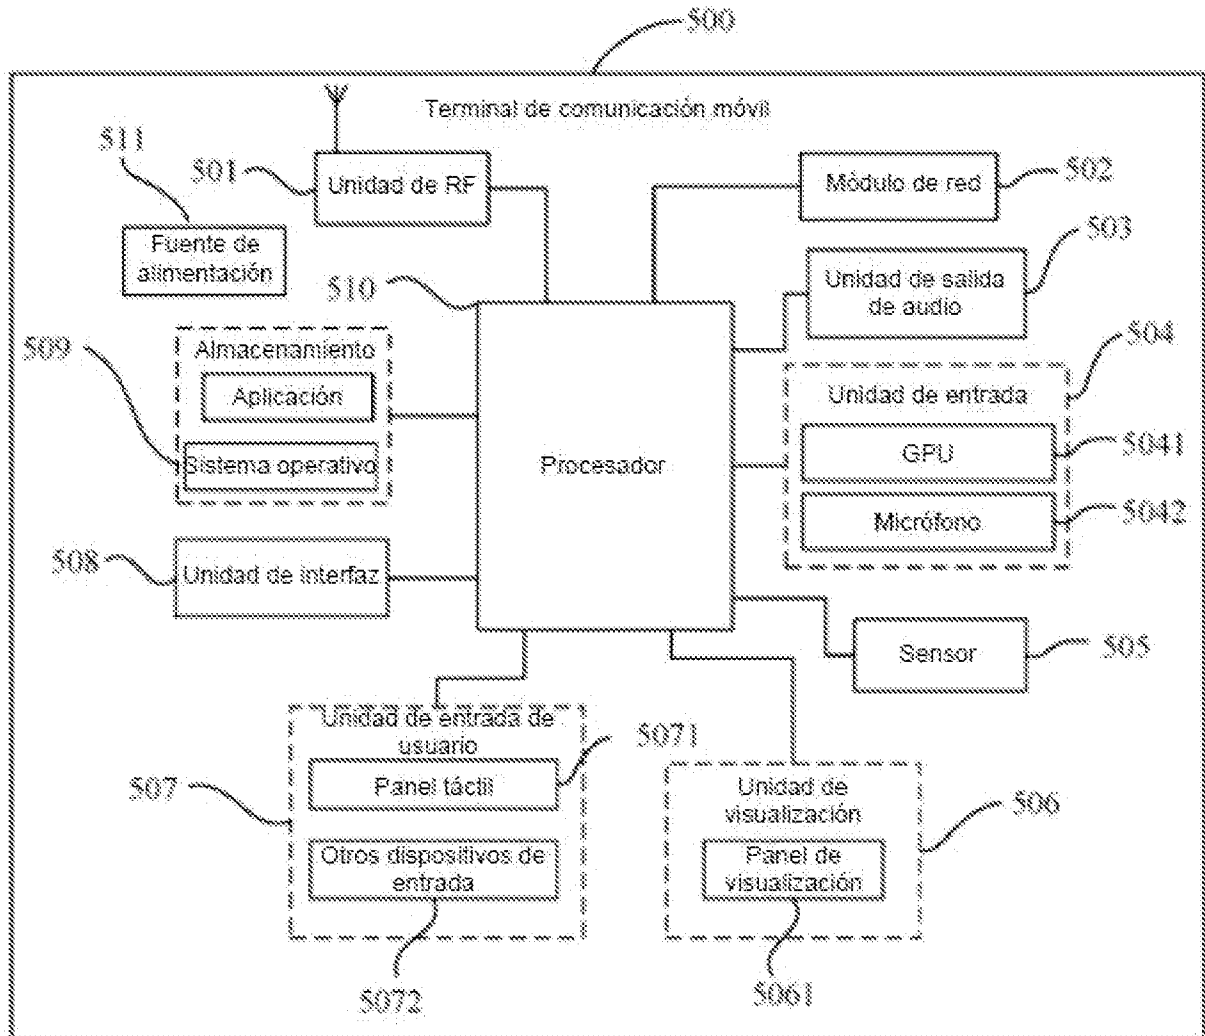 500
Terminal de comunicación móvil
511
501
Unidad de RF
Módulo de red
502
Fuente de
alimentación
503
Unidad de salida
de audio
510
509
Almacenamiento
Aplicación
Sistema operativo
Procesador
504
Unidad de entrada
GPU
5041
Micrófono
5042
508
Unidad de interfaz
Sensor
505
Unidad de entrada de
usuario
5071
507
Panel táctil
Otros dispositivos de
entrada
5072
Unidad de
visualización
506
Panel de
visualización
5061